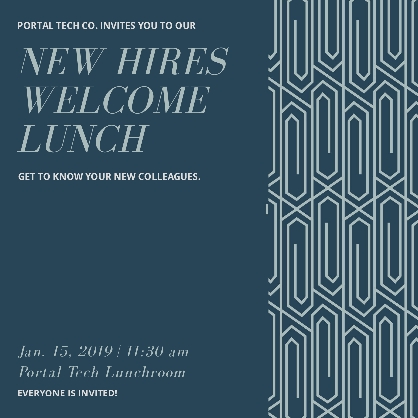 PORTAL TECH CO. INVITES YOU TO OUR
NEW HIRES
WELCOME
LUNCH
GET TO KNOW YOUR NEW COLLEAGUES.
Jan. 15, 2019 | 11:30 am
Portal Tech Lunchroom
EVERYONE IS INVITED!